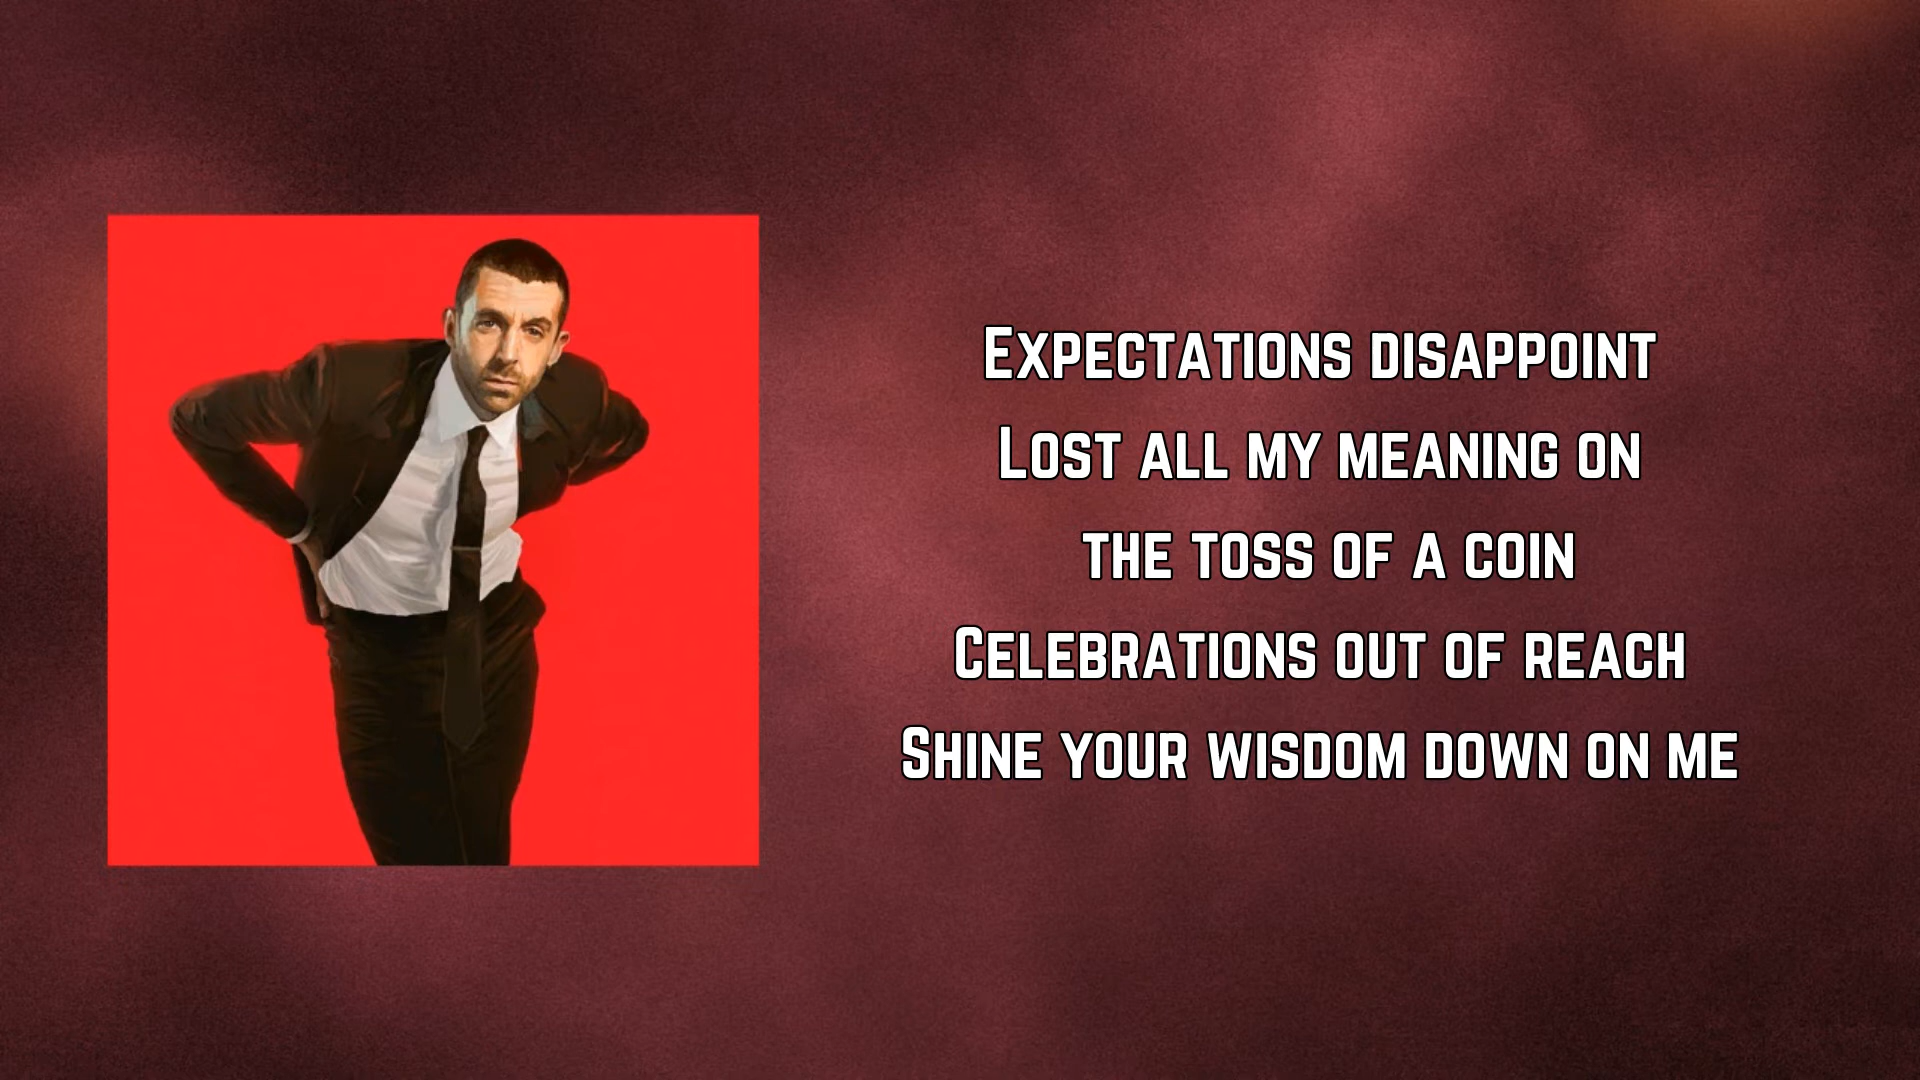 Expectations disappoint
Lost all my meaning on
the toss of a coin
Celebrations out of reach
Shine your wisdom down on me